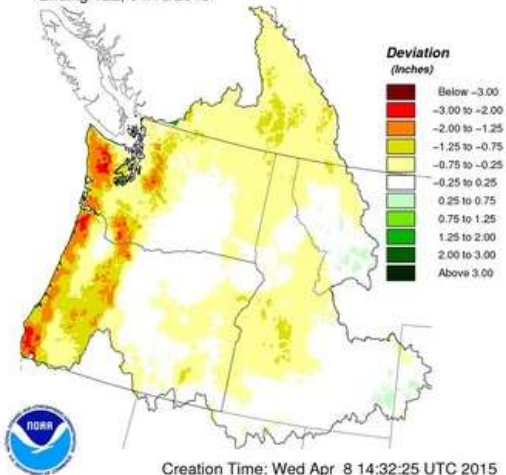 Deviation
(Inches)
Below -3.00
-3.00 to -2.00
-2.00 to -1.25
-1.25 to -0.75
-0.75 to -0.25
-0.25 to 0.25
0.25 to 0.75
0.75 to 1.25
1.25 to 2.00
2.00 to 3.00
Above 3.00
NOAA
Creation Time: Wed Apr 8 14:32:25 UTC 2015